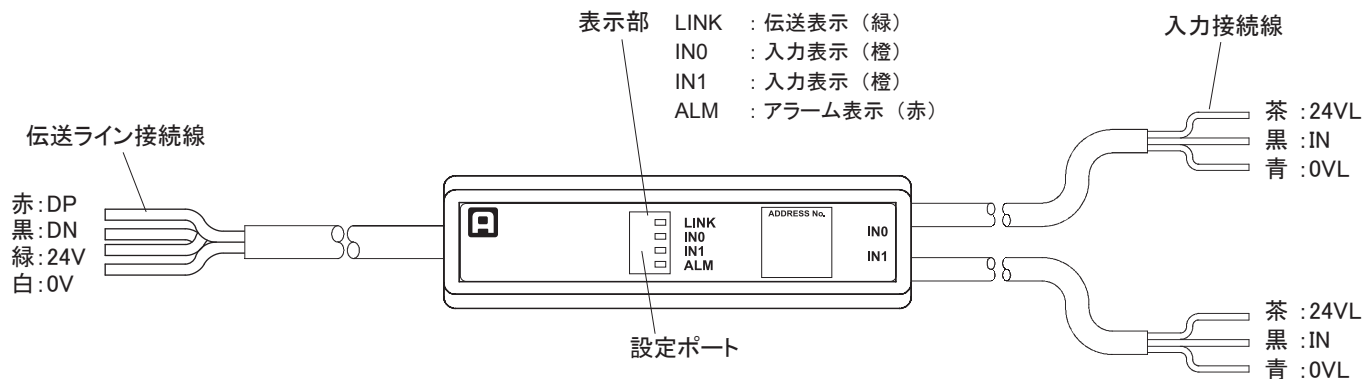 表示部 LINK : 伝送表示（緑）
IN0 : 入力表示（橙）
IN1 : 入力表示（橙）
ALM : アラーム表示（赤）
入力接続線
伝送ライン接続線
赤:DP
黒:DN
緑:24V
白:0V
LINK
IN0
IN1
ALM
ADDRESS No.
IN0
IN1
茶 :24VL
黒 :IN
青 :0VL
設定ポート
茶 :24VL
黒 :IN
青 :0VL